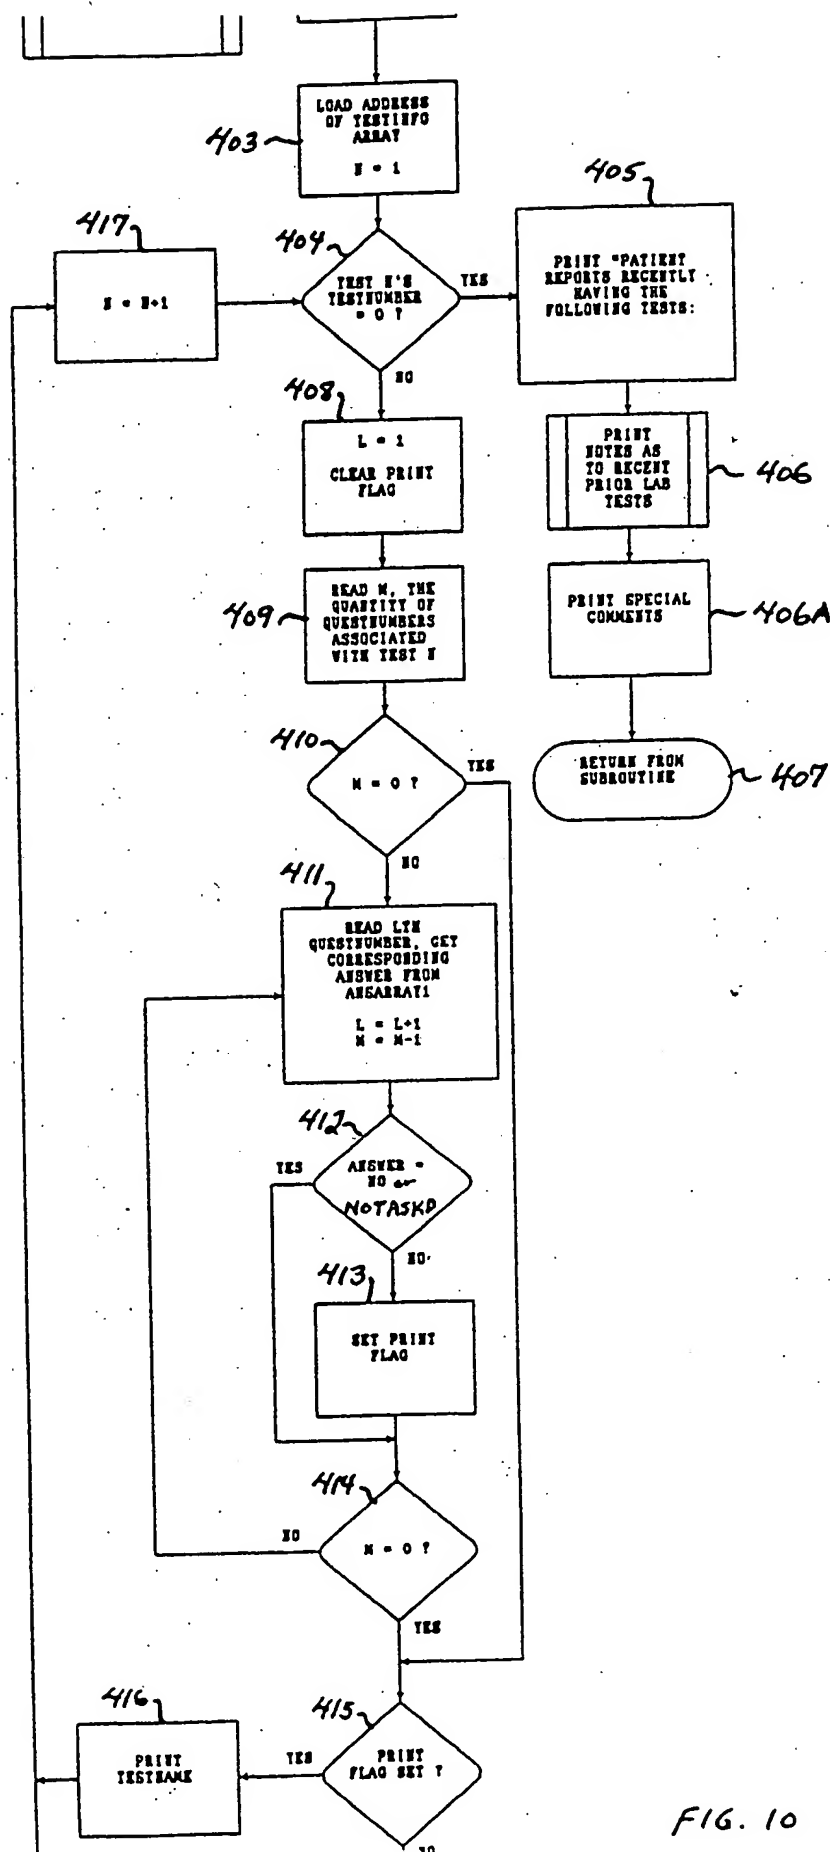 LOAD ADDRESS
OF TESTINFO
ARRAY
N = 1
403
417
N = N+1
404
TEST N'S
TESTNUMBER
= 0 ?
YES
NO
405
PRINT "PATIENT
REPORTS RECENTLY
HAVING THE
FOLLOWING TESTS:
408
L = 1
CLEAR PRINT
FLAG
PRINT
NOTES AS
TO RECENT
PRIOR LAB
TESTS
406
409
READ M, THE
QUANTITY OF
QUESTNUMBERS
ASSOCIATED
WITH TEST N
PRINT SPECIAL
COMMENTS
406A
410
M = 0 ?
YES
NO
RETURN FROM
SUBROUTINE
407
411
READ LTH
QUESTNUMBER, GET
CORRESPONDING
ANSWER FROM
ANSARRAY1
L = L+1
M = M-1
412
YES
ANSWER =
NO or
NOTASKD
NO
413
SET PRINT
FLAG
414
NO
M = 0 ?
YES
416
PRINT
TESTNAME
YES
415
PRINT
FLAG SET ?
NO
FIG. 10